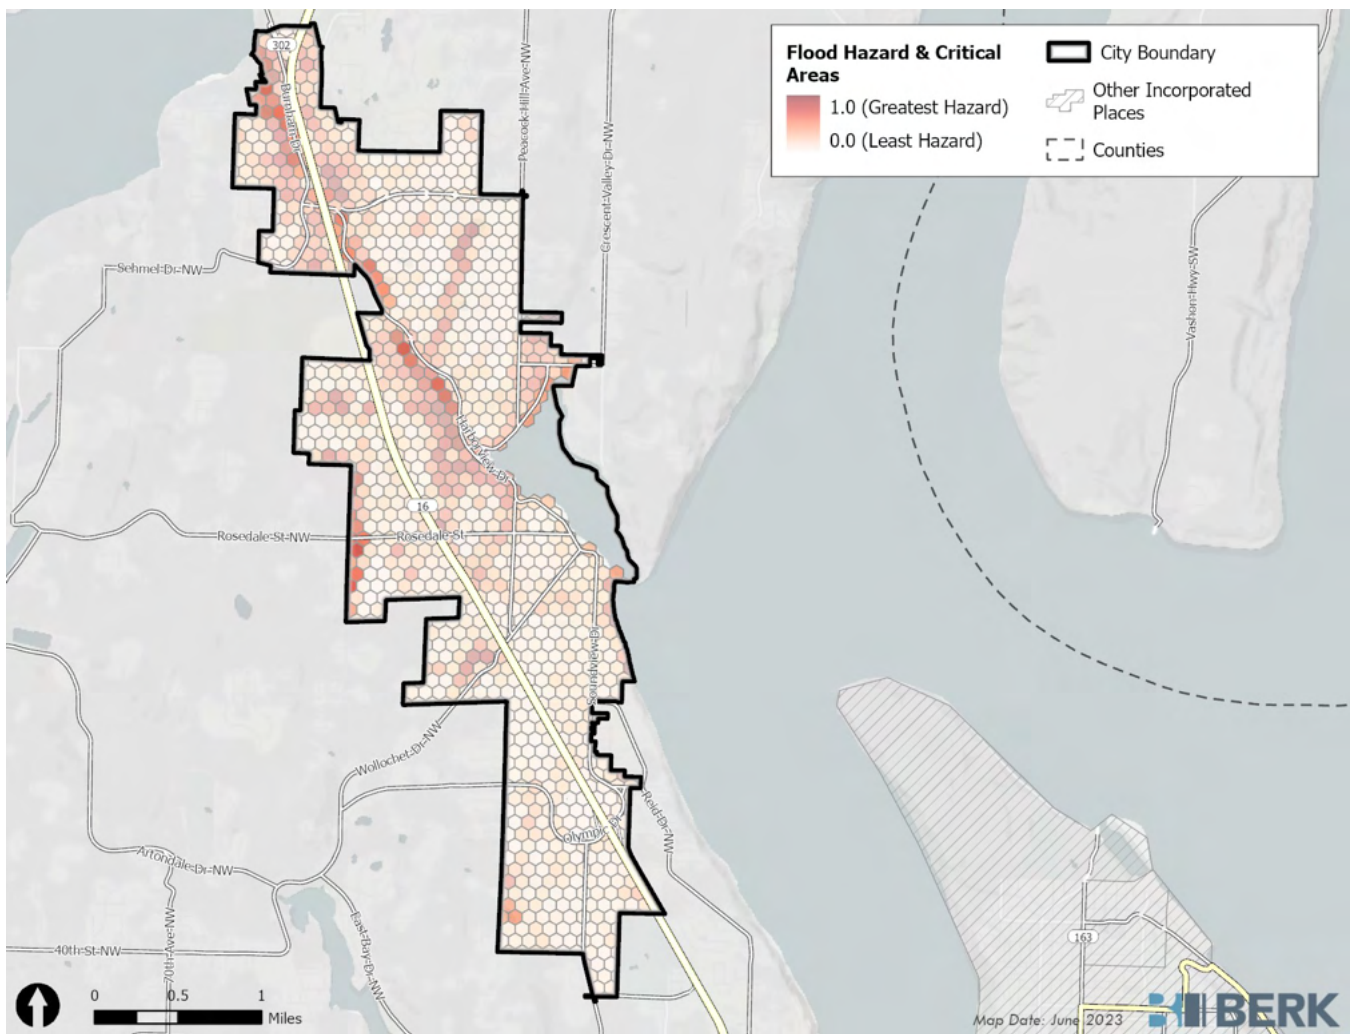 Flood Hazard & Critical
Areas
1.0 (Greatest Hazard)
0.0 (Least Hazard)
City Boundary
Other Incorporated
Places
Counties
302
Burnham Dr
Peacock Hill Ave NW
Crescent Valley Dr NW
Sehmel Dr NW
Vashon Hwy SW
Harborview Dr
16
Rosedale St NW
Rosedale St
Soundview Dr
Wollochet Dr NW
Reid Dr NW
Olympic Dr
Artondale Dr NW
70th Ave NW
East Bay Dr NW
40th St NW
163
0 0.5 1
Miles
Map Date: June 2023
BERK